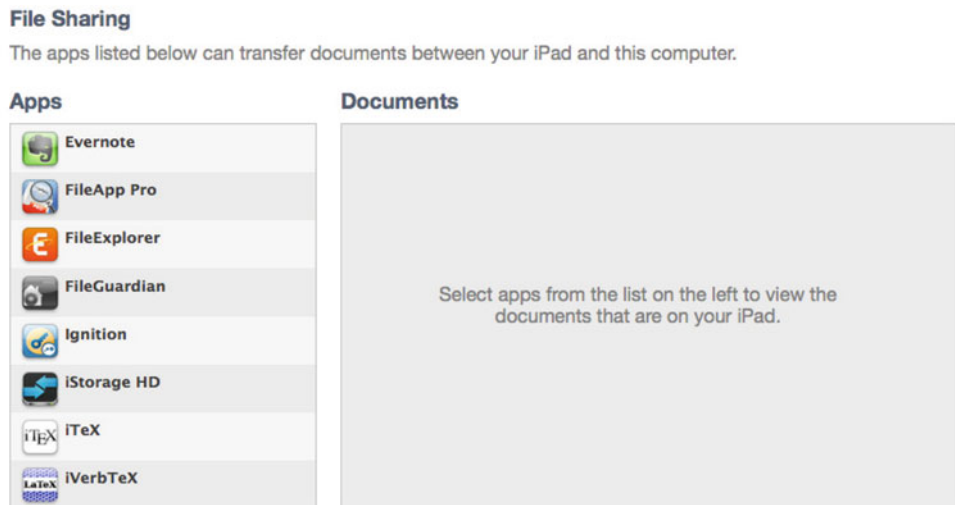 File Sharing
The apps listed below can transfer documents between your iPad and this computer.
Apps
Documents
Evernote
FileApp Pro
FileExplorer
FileGuardian
Ignition
iStorage HD
iTEX
iTeX
LaTeX
iVerbTeX
Select apps from the list on the left to view the
documents that are on your iPad.